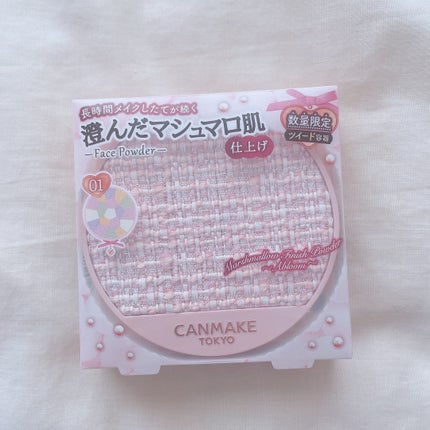 長時間メイクしたてが続く
澄んだマシュマロ肌
—Face Powder—
仕上げ
数量限定
ツイード容器
01
Marshmallow Finish Powder
~Abloom~
CANMAKE
TOKYO